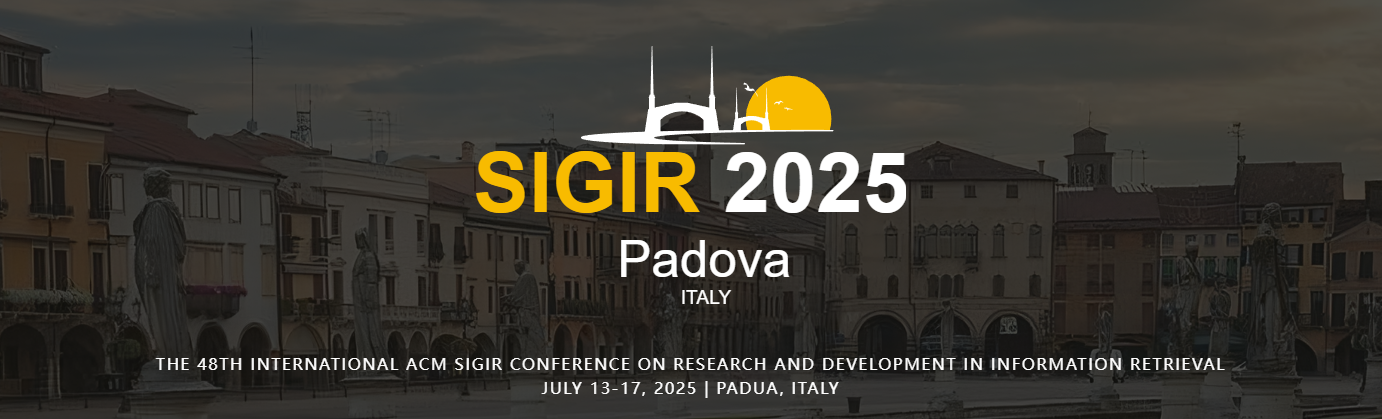 SIGIR 2025
Padova
ITALY
THE 48TH INTERNATIONAL ACM SIGIR CONFERENCE ON RESEARCH AND DEVELOPMENT IN INFORMATION RETRIEVAL
JULY 13-17, 2025 | PADUA, ITALY